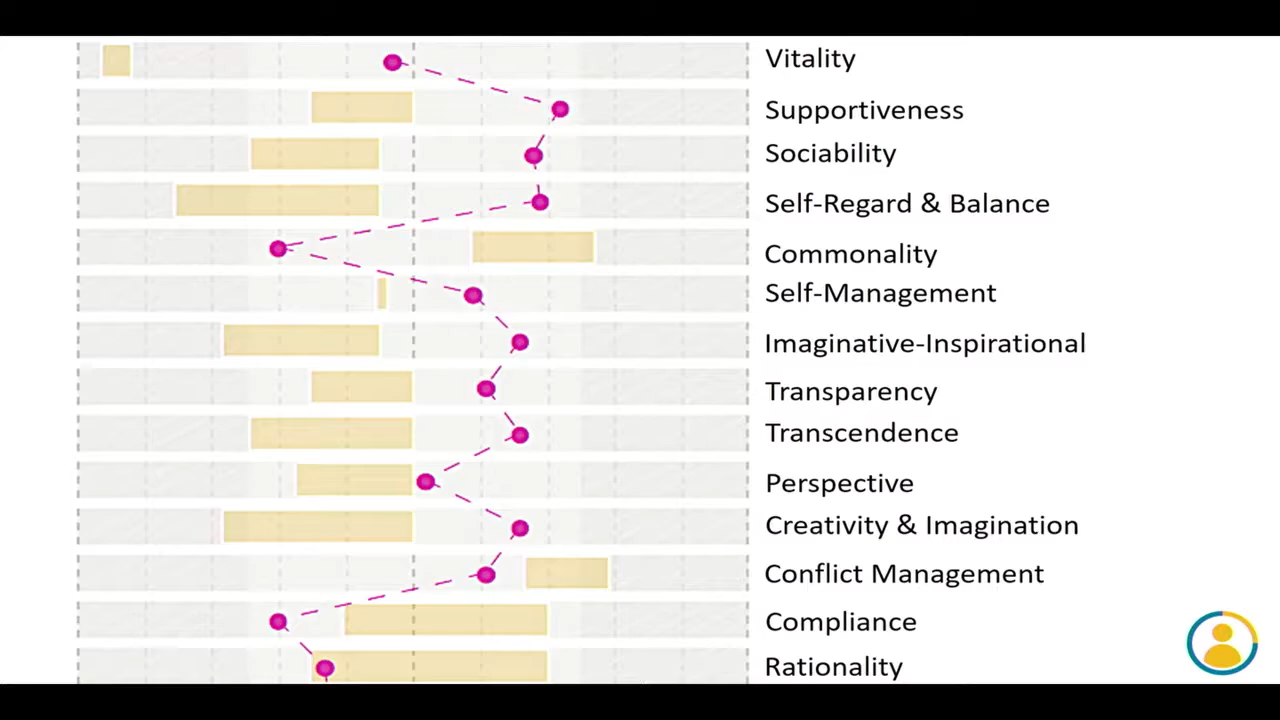 Vitality
Supportiveness
Sociability
Self-Regard & Balance
Commonality
Self-Management
Imaginative-Inspirational
Transparency
Transcendence
Perspective
Creativity & Imagination
Conflict Management
Compliance
Rationality